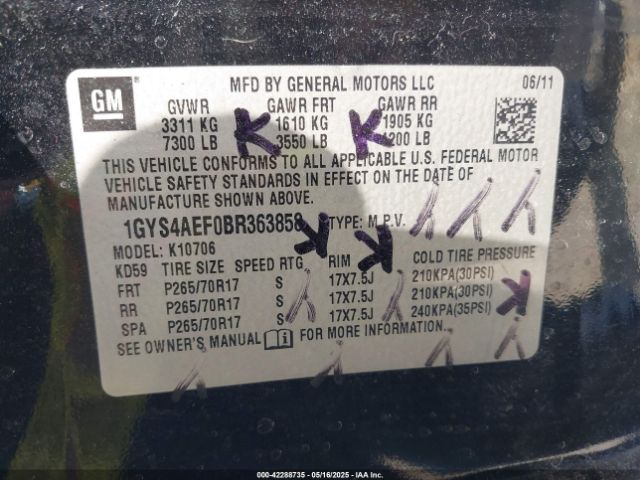 GM
MFD BY GENERAL MOTORS LLC 06/11
GVWR GAWR FRT GAWR RR
3311 KG 1610 KG 1905 KG
7300 LB 3550 LB 4200 LB
THIS VEHICLE CONFORMS TO ALL APPLICABLE U.S. FEDERAL MOTOR
VEHICLE SAFETY STANDARDS IN EFFECT ON THE DATE OF
MANUFACTURE SHOWN ABOVE.
1GYS4AEF0BR363858 TYPE: M.P.V.
MODEL: K10706
KD59 TIRE SIZE SPEED RTG RIM COLD TIRE PRESSURE
FRT P265/70R17 S 17X7.5J 210KPA(30PSI)
RR P265/70R17 S 17X7.5J 210KPA(30PSI)
SPA P265/70R17 S 17X7.5J 240KPA(35PSI)
SEE OWNER'S MANUAL FOR MORE INFORMATION.
000-42288735 - 05/16/2025 - IAA Inc.